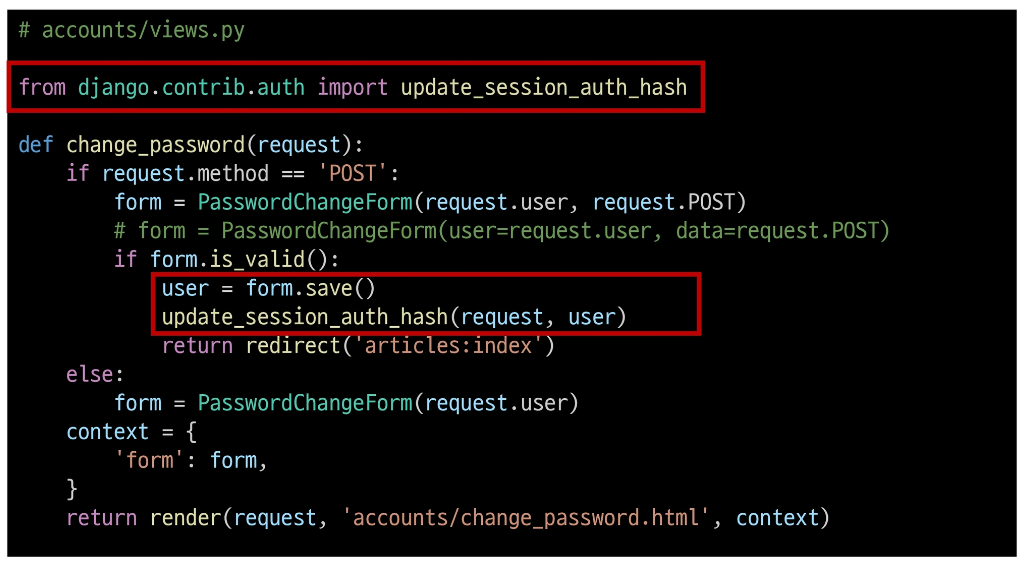 # accounts/views.py
from django.contrib.auth import update_session_auth_hash
def change_password(request):
    if request.method == 'POST':
        form = PasswordChangeForm(request.user, request.POST)
        # form = PasswordChangeForm(user=request.user, data=request.POST)
        if form.is_valid():
            user = form.save()
            update_session_auth_hash(request, user)
            return redirect('articles:index')
    else:
        form = PasswordChangeForm(request.user)
    context = {
        'form': form,
    }
    return render(request, 'accounts/change_password.html', context)